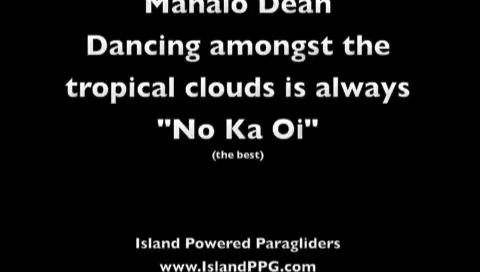 Mahalo Dean
Dancing amongst the
tropical clouds is always
"No Ka Oi"
(the best)
Island Powered Paragliders
www.IslandPPG.com